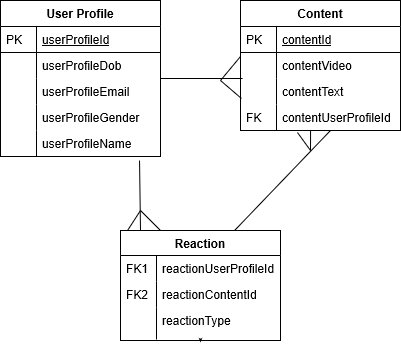 User Profile
PK userProfileId
userProfileDob
userProfileEmail
userProfileGender
userProfileName
Content
PK contentId
contentVideo
contentText
FK contentUserProfileId
Reaction
FK1 reactionUserProfileId
FK2 reactionContentId
reactionType